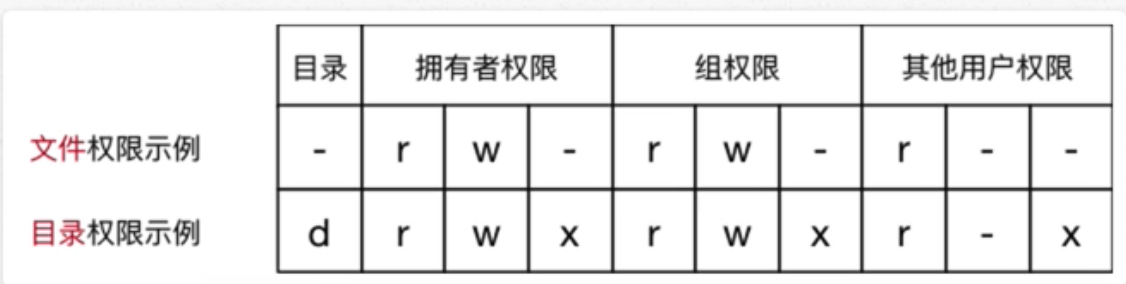 目录 拥有者权限 组权限 其他用户权限
文件权限示例 - r w - r w - r - -
目录权限示例 d r w x r w x r - x